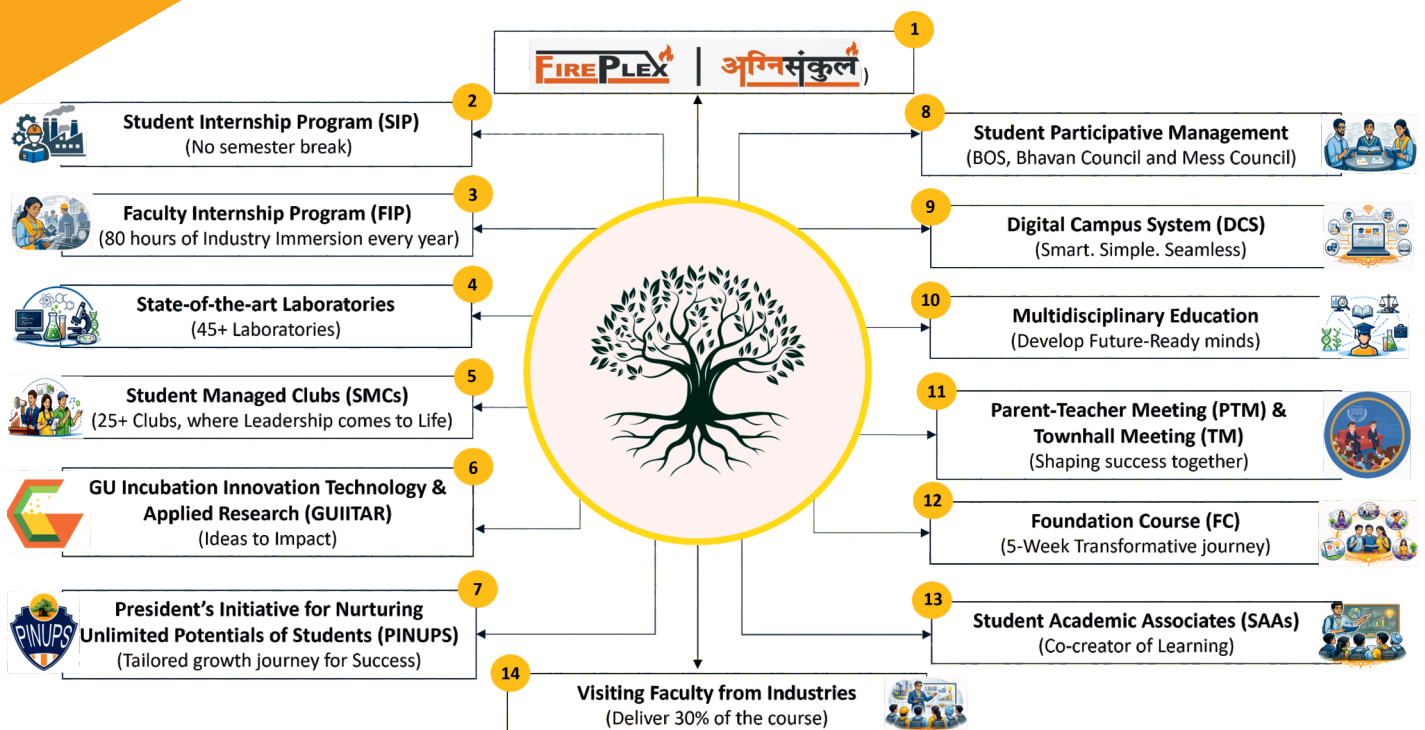 1
FIREPLEX | अग्निसंकुल )
2
Student Internship Program (SIP)
(No semester break)
3
Faculty Internship Program (FIP)
(80 hours of Industry Immersion every year)
4
State-of-the-art Laboratories
(45+ Laboratories)
5
Student Managed Clubs (SMCs)
(25+ Clubs, where Leadership comes to Life)
6
GU Incubation Innovation Technology &
Applied Research (GUIITAR)
(Ideas to Impact)
7
PINUPS
President’s Initiative for Nurturing
Unlimited Potentials of Students (PINUPS)
(Tailored growth journey for Success)
8
Student Participative Management
(BOS, Bhavan Council and Mess Council)
9
Digital Campus System (DCS)
(Smart. Simple. Seamless)
10
Multidisciplinary Education
(Develop Future-Ready minds)
11
Parent-Teacher Meeting (PTM) &
Townhall Meeting (TM)
(Shaping success together)
12
Foundation Course (FC)
(5-Week Transformative journey)
13
Student Academic Associates (SAAs)
(Co-creator of Learning)
14
Visiting Faculty from Industries
(Deliver 30% of the course)